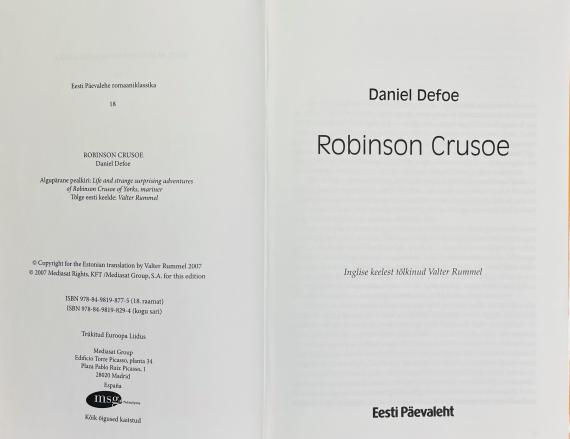 Eesti Päevalehe romaaniklassika
18
ROBINSON CRUSOE
Daniel Defoe
Algupärane pealkiri: Life and strange surprising adventures
of Robinson Crusoe of Yorks, mariner
Tõlge eesti keelde: Valter Rummel
© Copyright for the Estonian translation by Valter Rummel 2007
© 2007 Mediasat Rights, KFT /Mediasat Group, S.A. for this edition
ISBN 978-84-9819-877-5 (18. raamat)
ISBN 978-84-9819-829-4 (kogu sari)
Trükitud Euroopa Liidus
Mediasat Group
Edificio Torre Picasso, planta 34
Plaza Pablo Ruiz Picasso, 1
28020 Madrid
España
msg
Kõik õigused kaitstud
Daniel Defoe
Robinson Crusoe
Inglise keelest tõlkinud Valter Rummel
Eesti Päevaleht